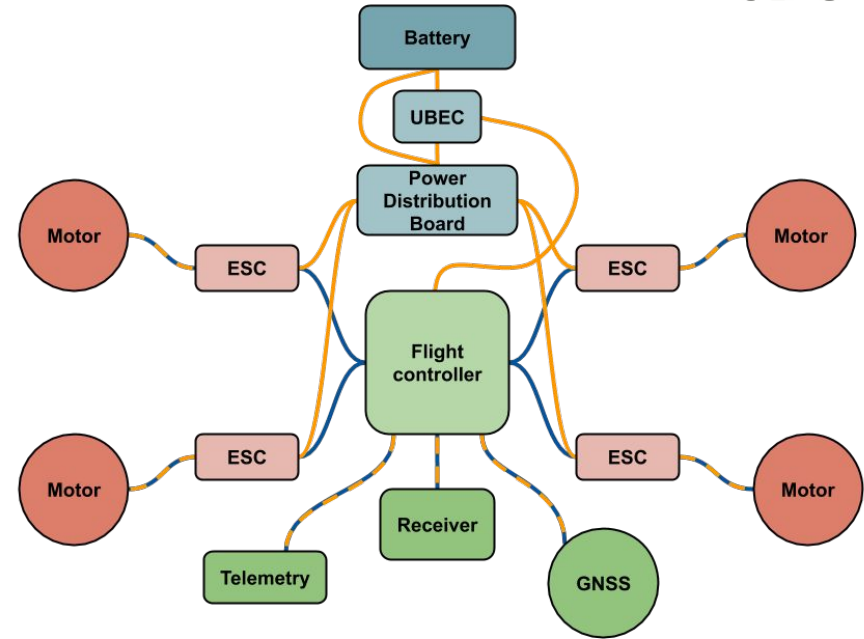 Battery
UBEC
Power
Distribution
Board
Motor
ESC
ESC
Motor
Flight
controller
Motor
ESC
ESC
Motor
Receiver
Telemetry
GNSS